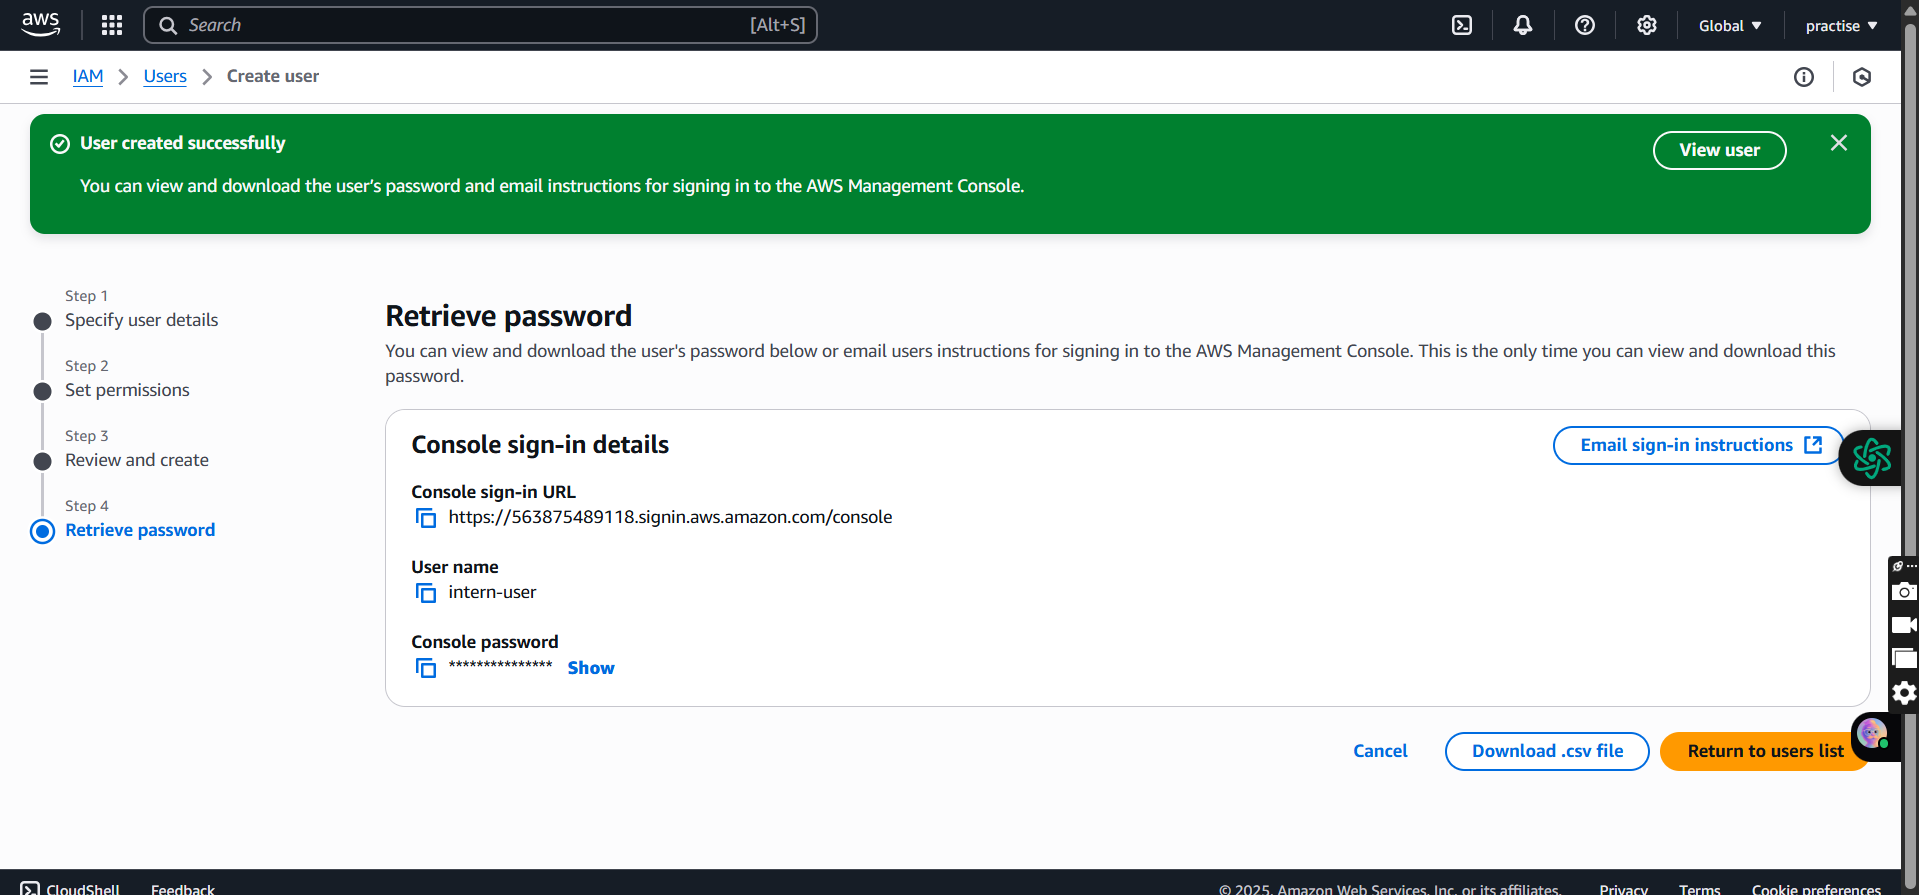 aws
Search
[Alt+S]
Global
practise
IAM
Users
Create user
User created successfully
View user
You can view and download the user's password and email instructions for signing in to the AWS Management Console.
Step 1
Specify user details
Step 2
Set permissions
Step 3
Review and create
Step 4
Retrieve password
Retrieve password
You can view and download the user's password below or email users instructions for signing in to the AWS Management Console. This is the only time you can view and download this
password.
Console sign-in details
Email sign-in instructions
Console sign-in URL
https://563875489118.signin.aws.amazon.com/console
User name
intern-user
Console password
*************** Show
Cancel
Download .csv file
Return to users list
CloudShell
Feedback
© 2025, Amazon Web Services, Inc. or its affiliates.
Privacy
Terms
Cookie preferences